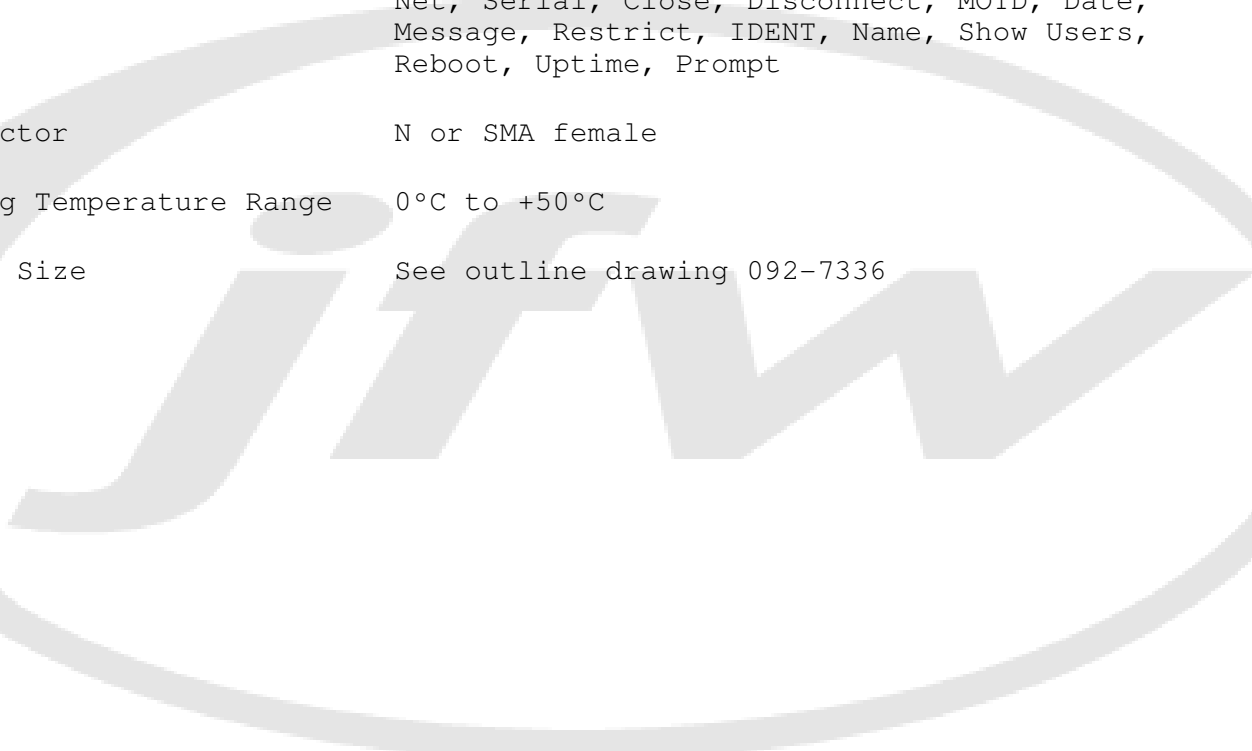 Net, Serial, Close, Disconnect, MOID, Date,
Message, Restrict, IDENT, Name, Show Users,
Reboot, Uptime, Prompt
ctor N or SMA female
g Temperature Range 0°C to +50°C
Size See outline drawing 092-7336
jfw